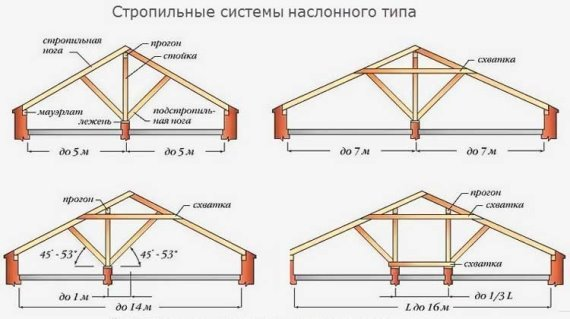 Стропильные системы наслонного типа
стропильная
нога
прогон
стойка
мауэрлат
лежень
подстропиль-
ная нога
до 5 м
до 5 м
схватка
до 7 м
до 7 м
прогон
схватка
45° - 53°
45° - 53°
до 1 м
до 14 м
прогон
схватка
схватка
до 1/3 L
L до 16 м